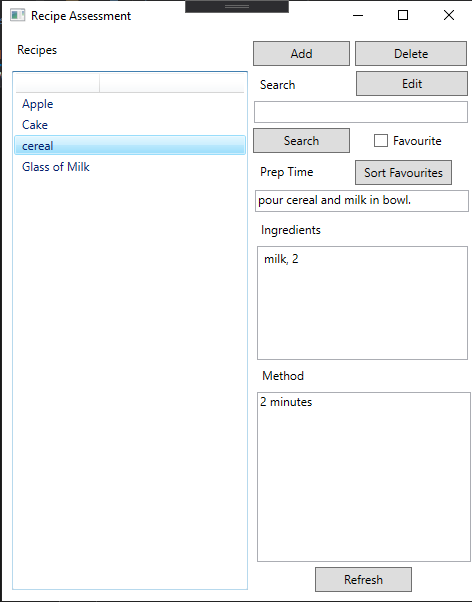 Recipe Assessment
Recipes
Add
Delete
Search
Edit
Apple
Cake
cereal
Glass of Milk
Search
Favourite
Prep Time
Sort Favourites
pour cereal and milk in bowl.
Ingredients
milk, 2
Method
2 minutes
Refresh